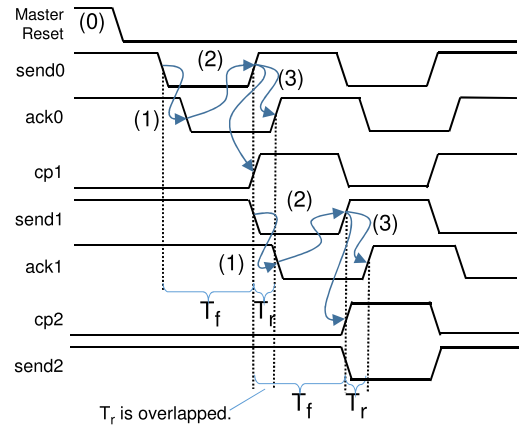 Master
Reset
(0)
send0
(2)
(3)
ack0
(1)
cp1
send1
(2)
(3)
ack1
(1)
Tf
Tr
cp2
send2
Tf
Tr
Tr is overlapped.